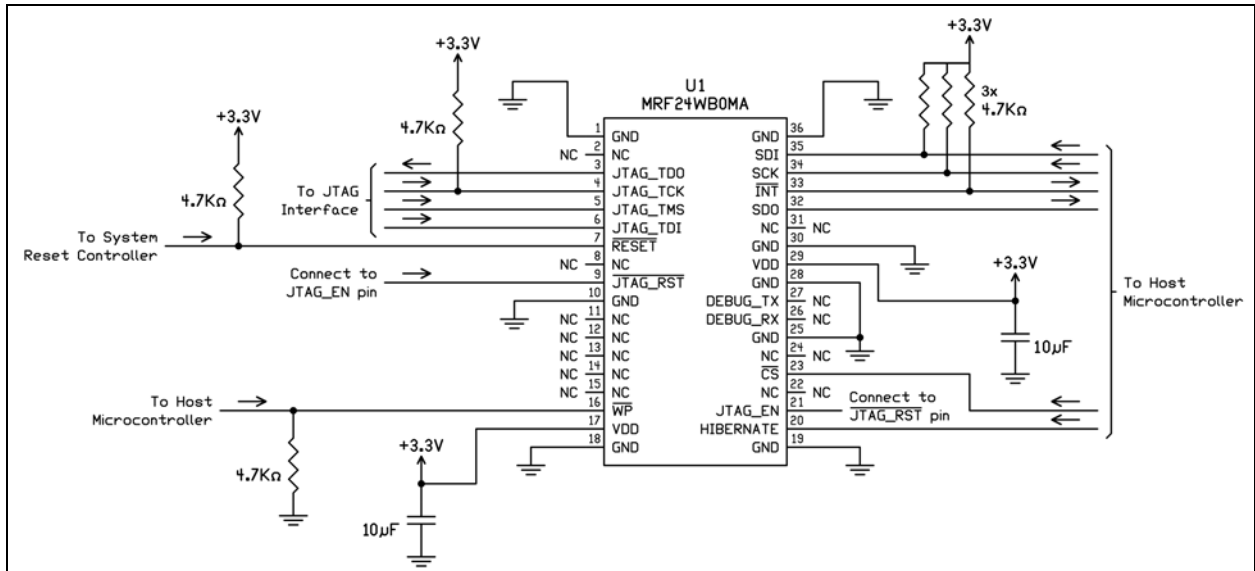 +3.3V
+3.3V
+3.3V
U1
MRF24WB0MA
3x
4.7KΩ
4.7KΩ
4.7KΩ
1 GND
2 NC NC
3 JTAG_TDO
4 JTAG_TCK
5 JTAG_TMS
6 JTAG_TDI
7 RESET
8 NC NC
9 JTAG_RST
10 GND
11 NC NC
12 NC NC
13 NC NC
14 NC NC
15 NC NC
16 WP
17 VDD
18 GND
36 GND
35 SDI
34 SCK
33 INT
32 SDO
31 NC NC
30 GND
29 VDD
28 GND
27 DEBUG_TX NC
26 DEBUG_RX NC
25 GND
24 NC NC
23 CS
22 NC NC
21 JTAG_EN
20 HIBERNATE
19 GND
To JTAG
Interface
To System
Reset Controller
Connect to
JTAG_EN pin
To Host
Microcontroller
4.7KΩ
+3.3V
10µF
+3.3V
10µF
Connect to
JTAG_RST pin
To Host
Microcontroller